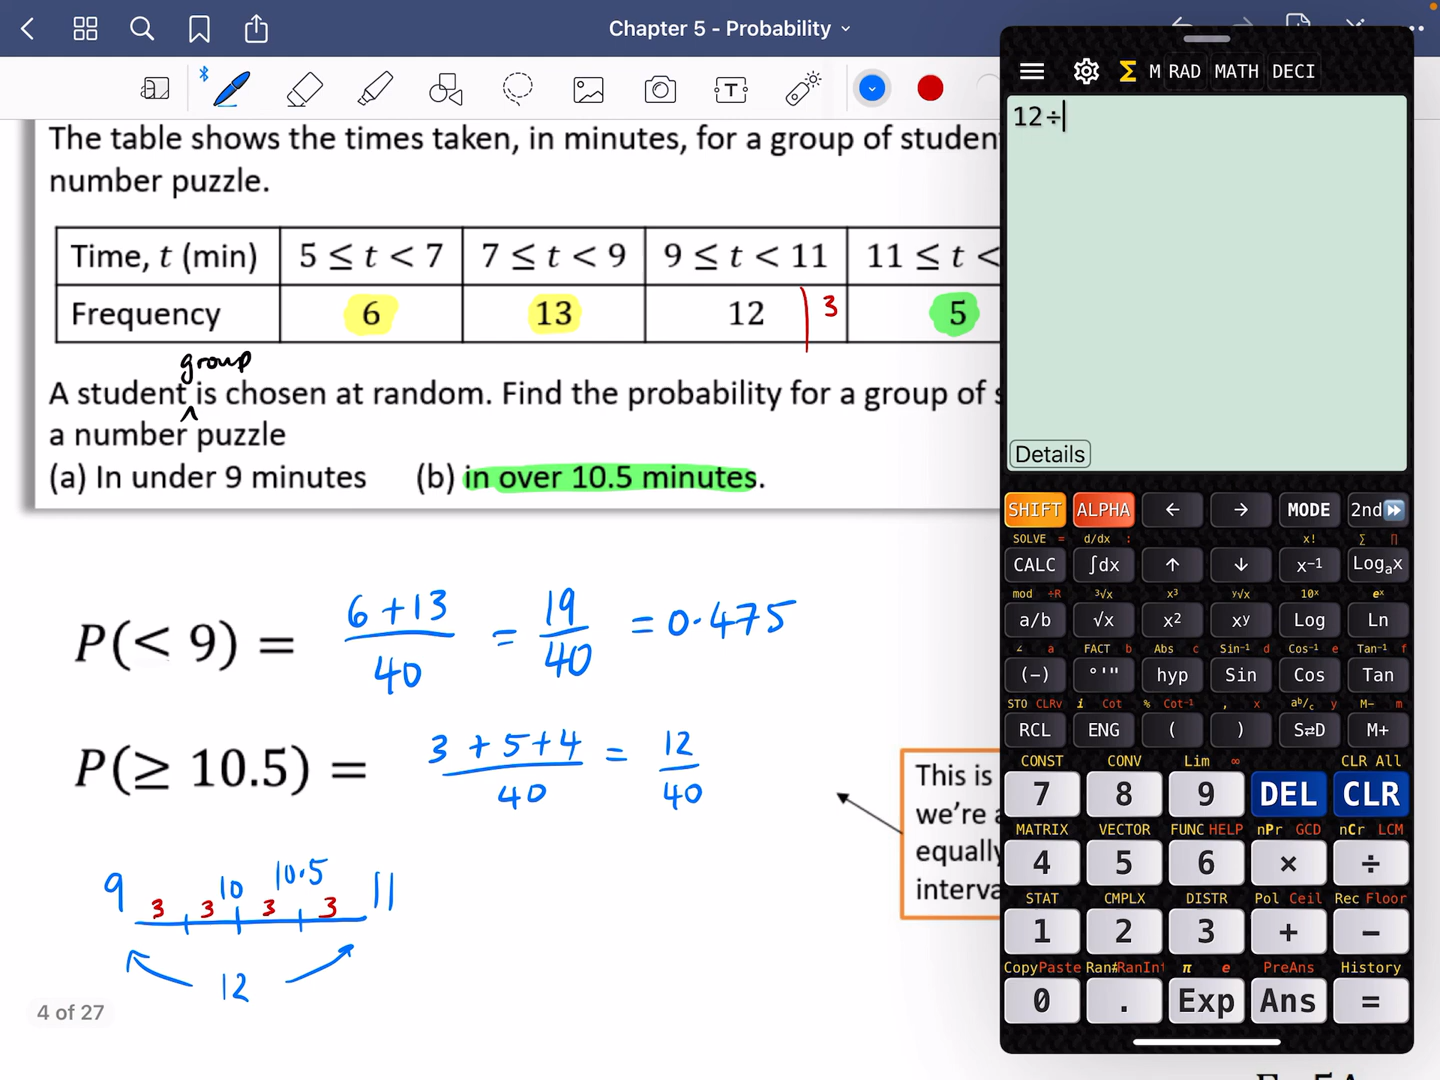 Chapter 5 - Probability
The table shows the times taken, in minutes, for a group of studen
number puzzle.
Time, t (min) 5 ≤ t < 7 7 ≤ t < 9 9 ≤ t < 11 11 ≤ t <
Frequency 6 13 12 3 5
group
A student is chosen at random. Find the probability for a group of s
^
a number puzzle
(a) In under 9 minutes (b) in over 10.5 minutes.
P(< 9) = 6 + 13 / 40 = 19 / 40 = 0.475
P(≥ 10.5) = 3 + 5 + 4 / 40 = 12 / 40
This is
we're a
equally
interva
9 10 10.5 11
3 3 3 3
12
4 of 27
M RAD MATH DECI
12÷
Details
SHIFT ALPHA ← → MODE 2nd
SOLVE = d/dx : x! ∑ ∏
CALC ∫dx ↑ ↓ x⁻¹ Logₐx
mod ÷R ³√x x³ ʸ√x 10ˣ eˣ
a/b √x x² xʸ Log Ln
∠ a FACT b Abs c Sin⁻¹ d Cos⁻¹ e Tan⁻¹ f
(−) °'" hyp Sin Cos Tan
STO CLRv i Cot % Cot⁻¹ , x aᵇ/c y M− m
RCL ENG ( ) S⇄D M+
CONST CONV Lim ∞ CLR All
7 8 9 DEL CLR
MATRIX VECTOR FUNC HELP nPr GCD nCr LCM
4 5 6 × ÷
STAT CMPLX DISTR Pol Ceil Rec Floor
1 2 3 + −
Copy Paste Ran# RanInt π e PreAns History
0 . Exp Ans =